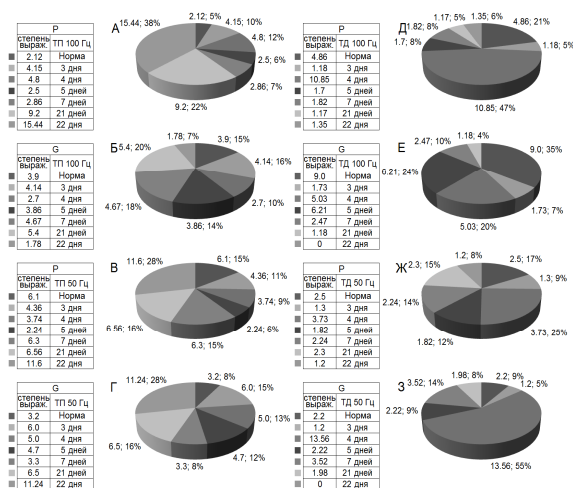 P
степень выраж. ТП 100 Гц
2.12 Норма
4.15 3 дня
4.8 4 дня
2.5 5 дней
2.86 7 дней
9.2 21 дней
15.44 22 дня
А
15.44; 38%
2.12; 5%
4.15; 10%
4.8; 12%
2.5; 6%
2.86; 7%
9.2; 22%
P
степень выраж. ТД 100 Гц
4.86 Норма
1.18 3 дня
10.85 4 дня
1.7 5 дней
1.82 7 дней
1.17 21 дней
1.35 22 дня
Д
1.82; 8%
1.17; 5%
1.35; 6%
4.86; 21%
1.18; 5%
1.7; 8%
10.85; 47%
G
степень выраж. ТП 100 Гц
3.9 Норма
4.14 3 дня
2.7 4 дня
3.86 5 дней
4.67 7 дней
5.4 21 дней
1.78 22 дня
Б
5.4; 20%
1.78; 7%
3.9; 15%
4.14; 16%
2.7; 10%
3.86; 14%
4.67; 18%
G
степень выраж. ТД 100 Гц
9.0 Норма
1.73 3 дня
5.03 4 дня
6.21 5 дней
2.47 7 дней
1.18 21 дней
0 22 дня
Е
2.47; 10%
1.18; 4%
9.0; 35%
6.21; 24%
1.73; 7%
5.03; 20%
P
степень выраж. ТП 50 Гц
6.1 Норма
4.36 3 дня
3.74 4 дня
2.24 5 дней
6.3 7 дней
6.56 21 дней
11.6 22 дня
В
11.6; 28%
6.1; 15%
4.36; 11%
3.74; 9%
2.24; 6%
6.3; 15%
6.56; 16%
P
степень выраж. ТД 50 Гц
2.5 Норма
1.3 3 дня
3.73 4 дня
1.82 5 дней
2.24 7 дней
2.3 21 дней
1.2 22 дня
Ж
2.3; 15%
1.2; 8%
2.5; 17%
1.3; 9%
2.24; 14%
3.73; 25%
1.82; 12%
G
степень выраж. ТП 50 Гц
3.2 Норма
6.0 3 дня
5.0 4 дня
4.7 5 дней
3.3 7 дней
6.5 21 дней
11.24 22 дня
Г
11.24; 28%
3.2; 8%
6.0; 15%
5.0; 13%
4.7; 12%
3.3; 8%
6.5; 16%
G
степень выраж. ТД 50 Гц
2.2 Норма
1.2 3 дня
13.56 4 дня
2.22 5 дней
3.52 7 дней
1.98 21 дней
0 22 дня
З
3.52; 14%
1.98; 8%
2.2; 9%
1.2; 5%
2.22; 9%
13.56; 55%